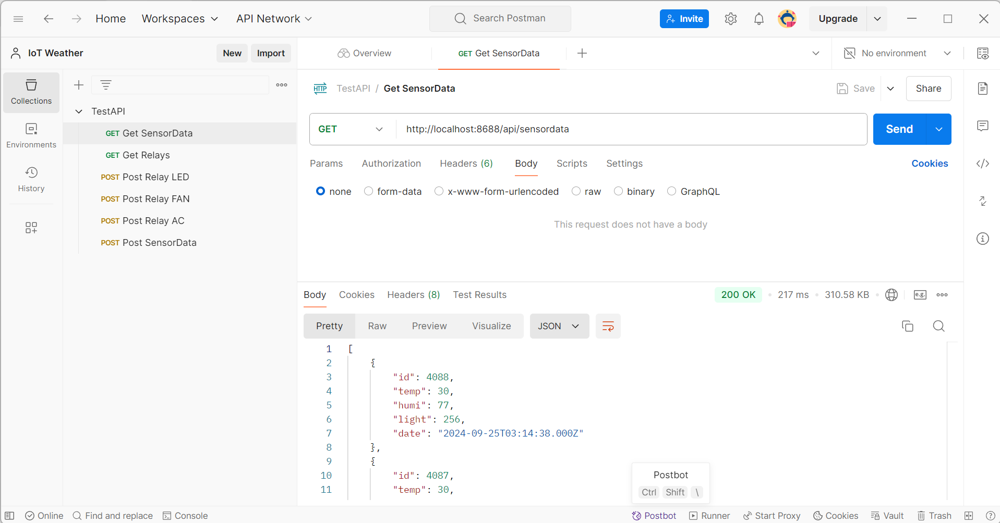 Home Workspaces API Network Search Postman Invite Upgrade
IoT Weather New Import Overview GET Get SensorData No environment
Collections
Environments
History
TestAPI
GET Get SensorData
GET Get Relays
POST Post Relay LED
POST Post Relay FAN
POST Post Relay AC
POST Post SensorData
HTTP TestAPI / Get SensorData Save Share
GET http://localhost:8688/api/sensordata Send
Params Authorization Headers (6) Body Scripts Settings Cookies
none form-data x-www-form-urlencoded raw binary GraphQL
This request does not have a body
Body Cookies Headers (8) Test Results 200 OK 217 ms 310.58 KB e.g.
Pretty Raw Preview Visualize JSON
1 [
2 {
3 "id": 4088,
4 "temp": 30,
5 "humi": 77,
6 "light": 256,
7 "date": "2024-09-25T03:14:38.000Z"
8 },
9 {
10 "id": 4087,
11 "temp": 30,
Postbot
Ctrl Shift \
Online Find and replace Console Postbot Runner Start Proxy Cookies Vault Trash